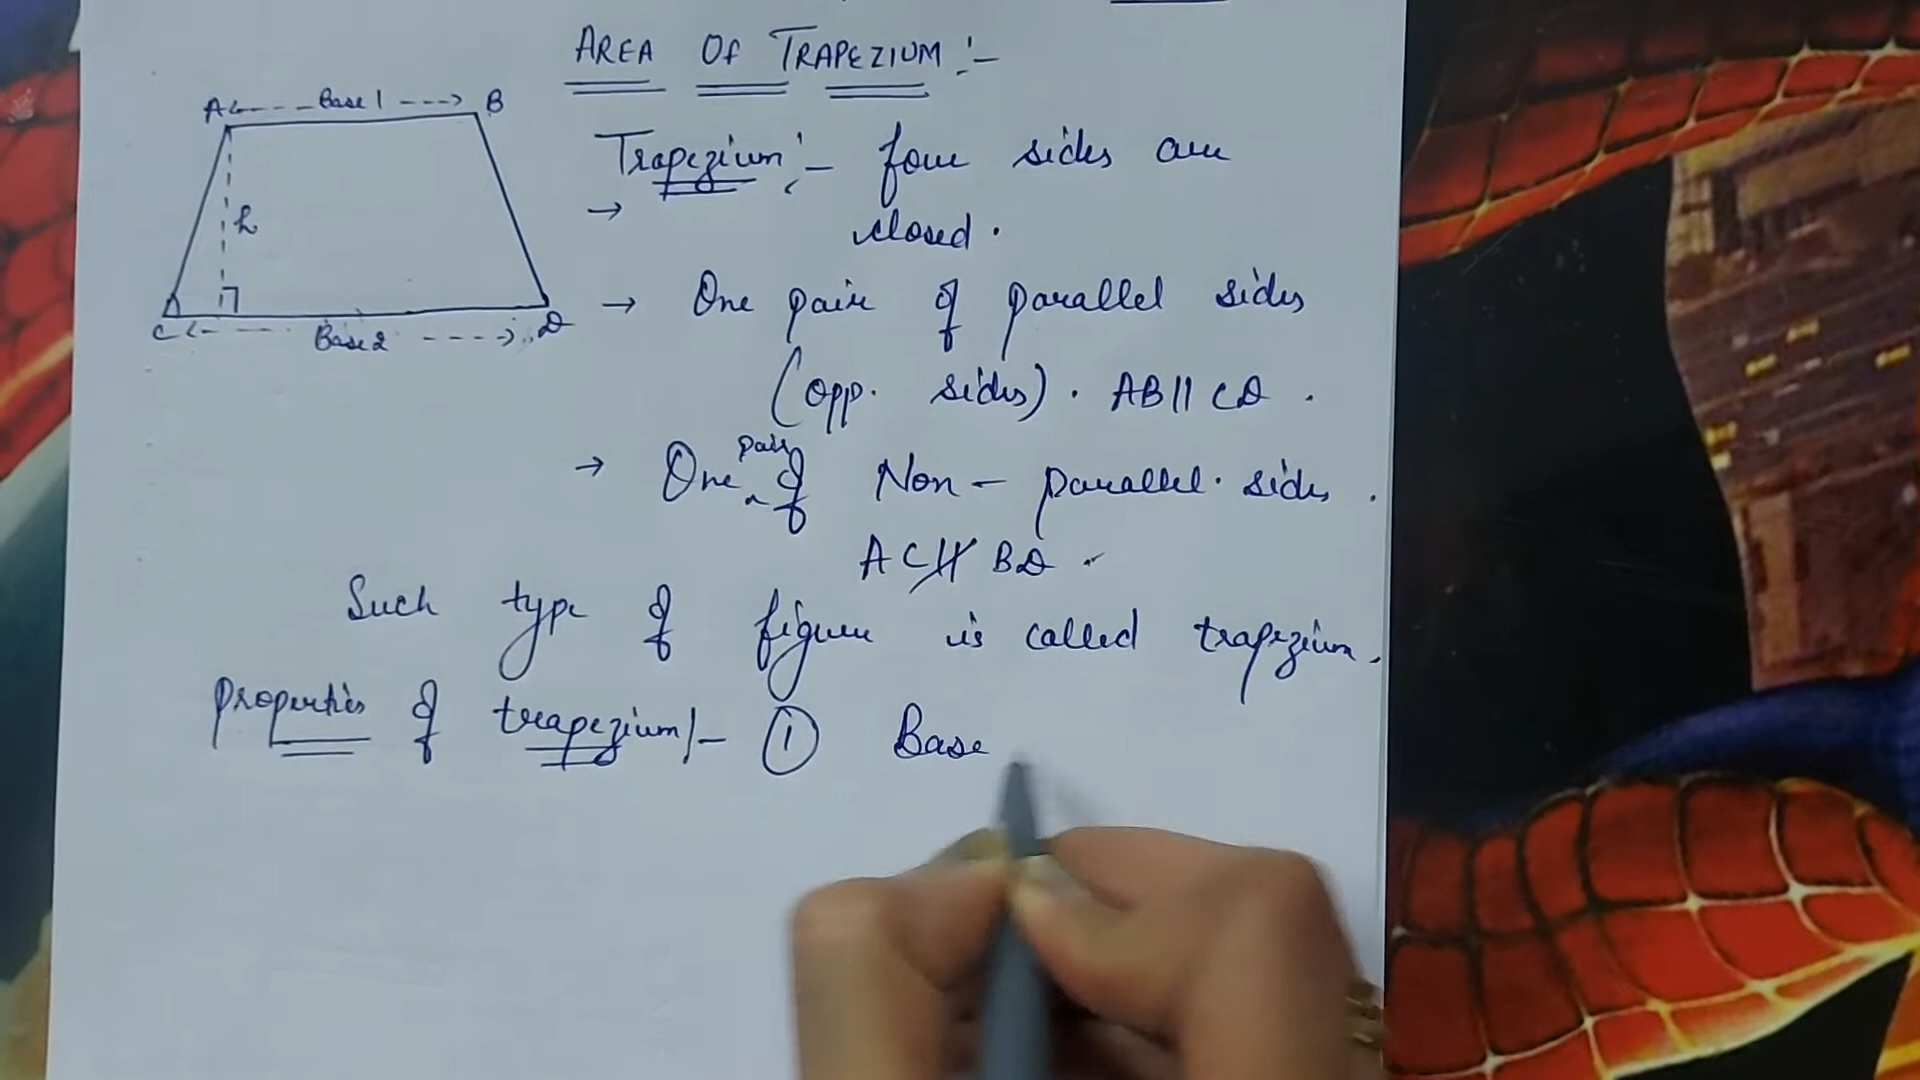 AREA OF TRAPEZIUM :-
A <--- Base 1 ---> B
Trapezium :- four sides are
→ closed.
h
→ One pair of parallel sides
C <--- Base 2 ----> D
(opp. sides). AB || CD .
→ One pair of Non-parallel sides.
AC ∦ BD .
Such type of figure is called trapezium.
Properties of trapezium :- ① Base